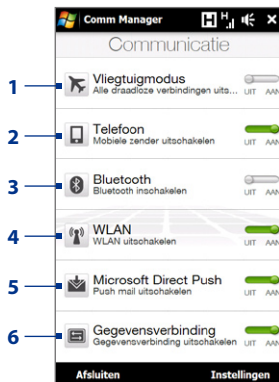 Comm Manager
Communicatie
1 Vliegtuigmodus
Alle draadloze verbindingen uits... UIT AAN
2 Telefoon
Mobiele zender uitschakelen UIT AAN
3 Bluetooth
Bluetooth inschakelen UIT AAN
4 WLAN
WLAN uitschakelen UIT AAN
5 Microsoft Direct Push
Push mail uitschakelen UIT AAN
6 Gegevensverbinding
Gegevensverbinding uitschakelen UIT AAN
Afsluiten Instellingen